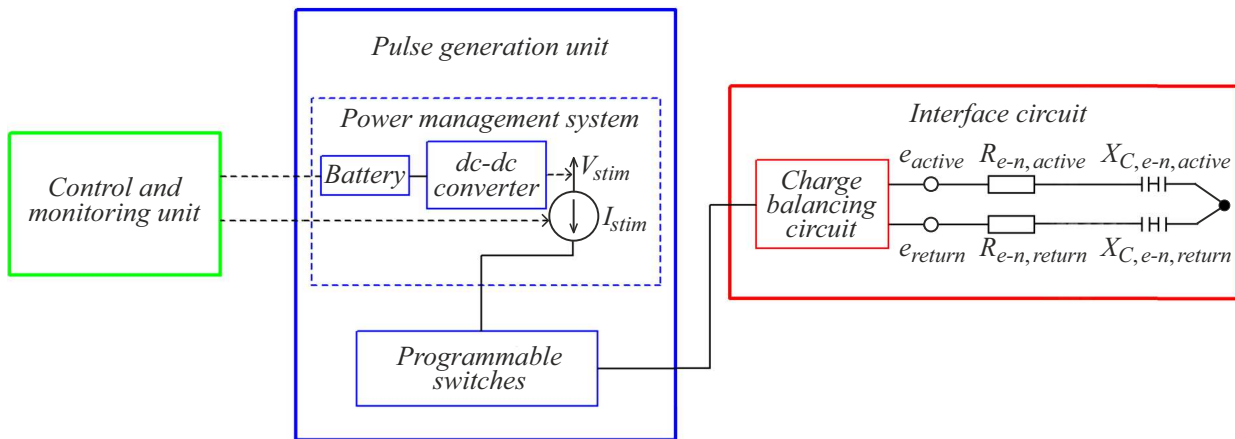 Pulse generation unit
Power management system
Battery
dc-dc
converter
V_stim
I_stim
Control and
monitoring unit
Programmable
switches
Interface circuit
Charge
balancing
circuit
e_active
R_e-n, active
X_C, e-n, active
e_return
R_e-n, return
X_C, e-n, return